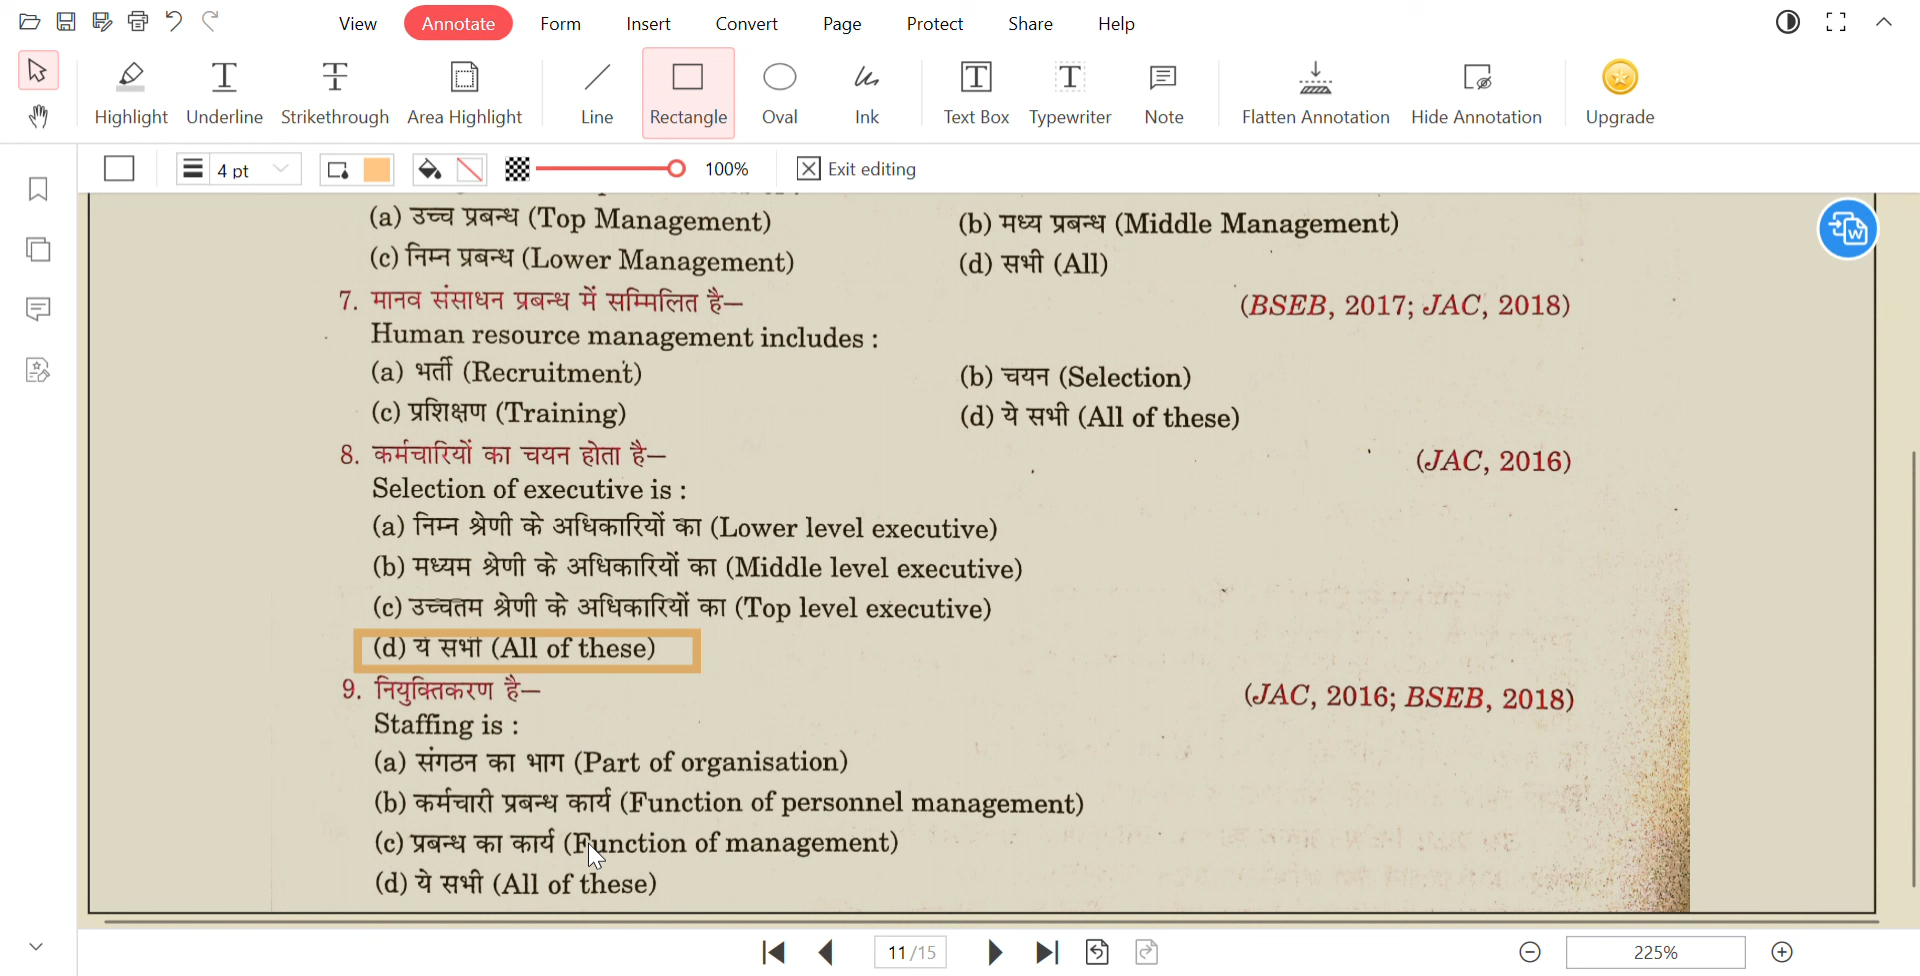 View Annotate Form Insert Convert Page Protect Share Help
Highlight Underline Strikethrough Area Highlight Line Rectangle Oval Ink Text Box Typewriter Note Flatten Annotation Hide Annotation Upgrade
4 pt 100% Exit editing
(a) उच्च प्रबन्ध (Top Management) (b) मध्य प्रबन्ध (Middle Management)
(c) निम्न प्रबन्ध (Lower Management) (d) सभी (All)
7. मानव संसाधन प्रबन्ध में सम्मिलित है— (BSEB, 2017; JAC, 2018)
Human resource management includes :
(a) भर्ती (Recruitment) (b) चयन (Selection)
(c) प्रशिक्षण (Training) (d) ये सभी (All of these)
8. कर्मचारियों का चयन होता है— (JAC, 2016)
Selection of executive is :
(a) निम्न श्रेणी के अधिकारियों का (Lower level executive)
(b) मध्यम श्रेणी के अधिकारियों का (Middle level executive)
(c) उच्चतम श्रेणी के अधिकारियों का (Top level executive)
(d) ये सभी (All of these)
9. नियुक्तिकरण है— (JAC, 2016; BSEB, 2018)
Staffing is :
(a) संगठन का भाग (Part of organisation)
(b) कर्मचारी प्रबन्ध कार्य (Function of personnel management)
(c) प्रबन्ध का कार्य (Function of management)
(d) ये सभी (All of these)
11 /15 225%